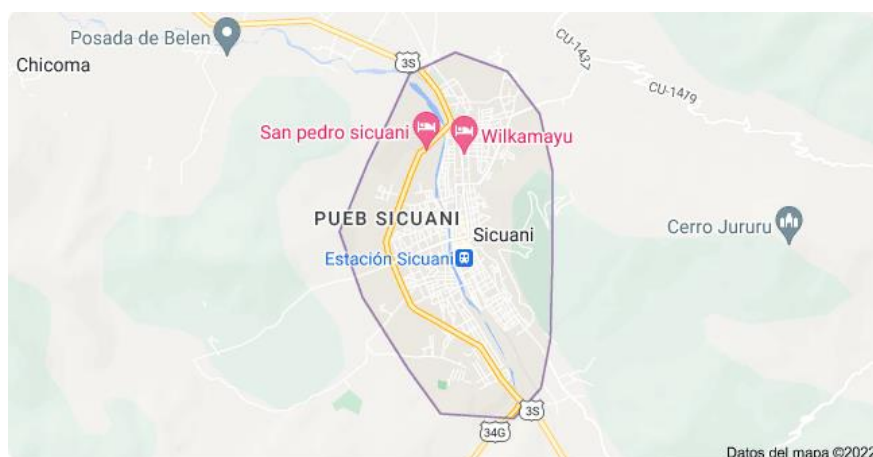 Posada de Belen
Chicoma
3S
CU-1437
CU-1479
San pedro sicuani
Wilkamayu
PUEB SICUANI
Sicuani
Cerro Jururu
Estación Sicuani
3S
34G
Datos del mapa ©2022